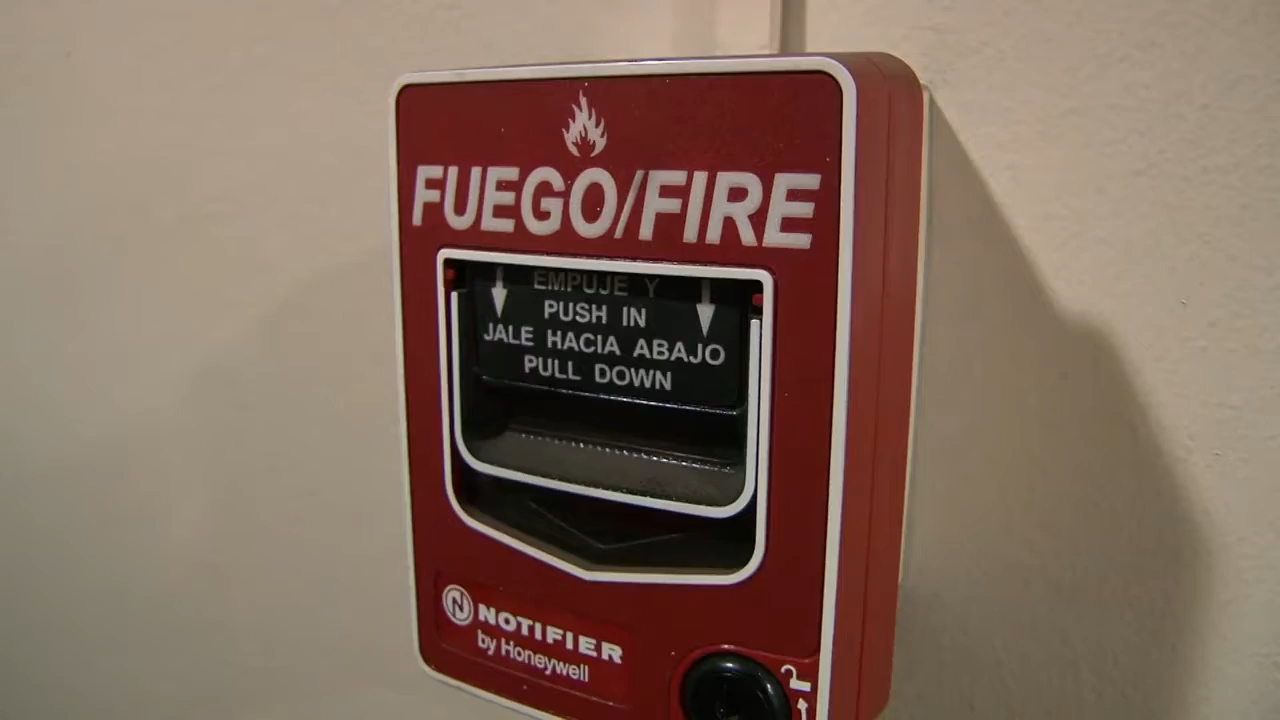 FUEGO/FIRE
EMPUJE Y
PUSH IN
JALE HACIA ABAJO
PULL DOWN
N NOTIFIER
by Honeywell